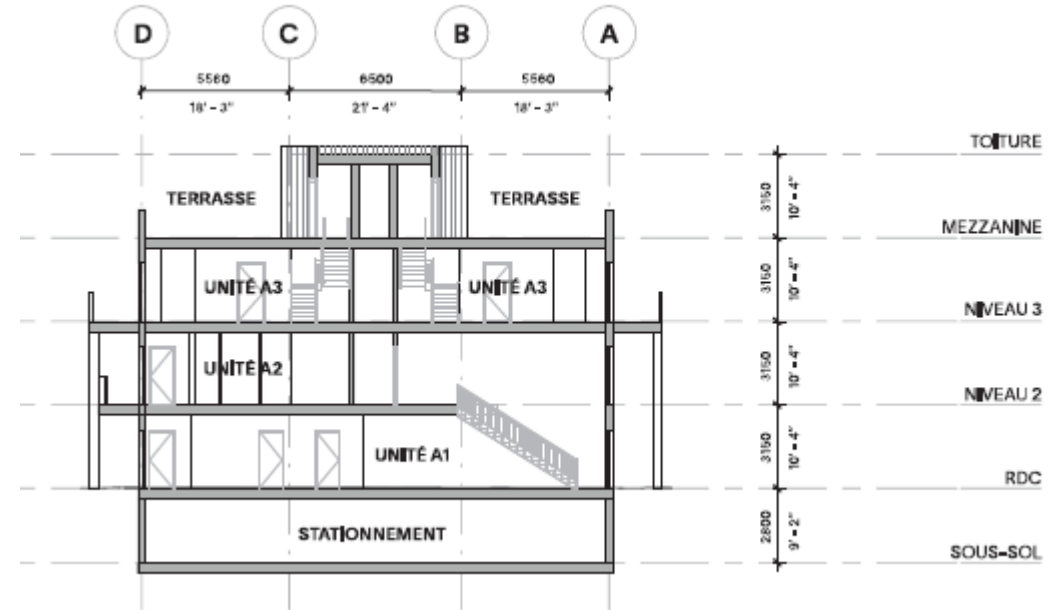 D C B A
5560 6500 5560
18' - 3" 21' - 4" 18' - 3"
TOITURE
TERRASSE TERRASSE
3150 10' - 4"
MEZZANINE
UNITÉ A3 UNITÉ A3
3150 10' - 4"
NIVEAU 3
UNITÉ A2
3150 10' - 4"
NIVEAU 2
UNITÉ A1
3150 10' - 4"
RDC
STATIONNEMENT
2800 9' - 2"
SOUS-SOL